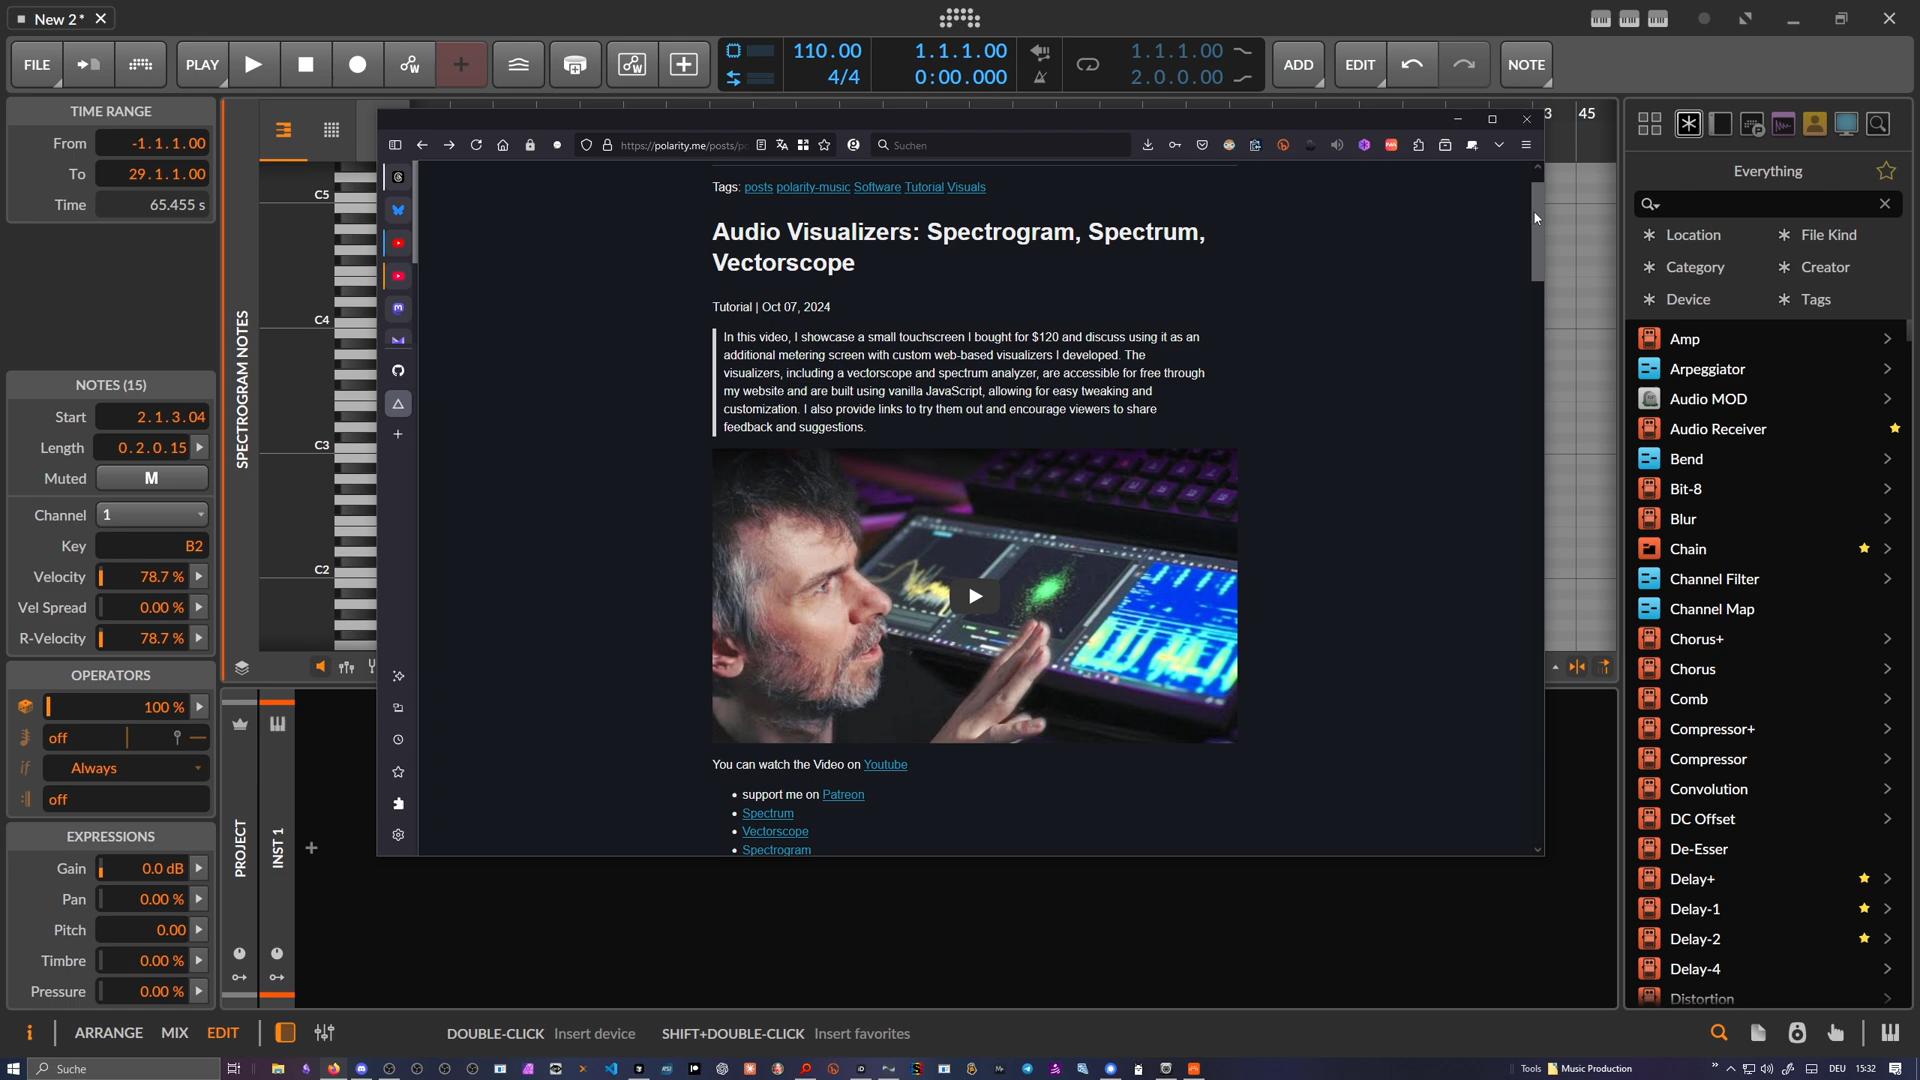 New 2*
FILE
PLAY
110.00
4/4
1.1.1.00
0:00.000
1.1.1.00
2.0.0.00
ADD
EDIT
NOTE
TIME RANGE
From -1.1.1.00
To 29.1.1.00
Time 65.455 s
NOTES (15)
Start 2.1.3.04
Length 0.2.0.15
Muted M
Channel 1
Key B2
Velocity 78.7 %
Vel Spread 0.00 %
R-Velocity 78.7 %
OPERATORS
100 %
off
if Always
off
EXPRESSIONS
Gain 0.0 dB
Pan 0.00 %
Pitch 0.00
Timbre 0.00 %
Pressure 0.00 %
SPECTROGRAM NOTES
C5
C4
C3
C2
PROJECT
INST 1
3
45
https://polarity.me/posts/
Suchen
Tags: posts polarity-music Software Tutorial Visuals
Audio Visualizers: Spectrogram, Spectrum,
Vectorscope
Tutorial | Oct 07, 2024
In this video, I showcase a small touchscreen I bought for $120 and discuss using it as an
additional metering screen with custom web-based visualizers I developed. The
visualizers, including a vectorscope and spectrum analyzer, are accessible for free through
my website and are built using vanilla JavaScript, allowing for easy tweaking and
customization. I also provide links to try them out and encourage viewers to share
feedback and suggestions.
You can watch the Video on Youtube
• support me on Patreon
• Spectrum
• Vectorscope
• Spectrogram
Everything
Location
File Kind
Category
Creator
Device
Tags
Amp
Arpeggiator
Audio MOD
Audio Receiver
Bend
Bit-8
Blur
Chain
Channel Filter
Channel Map
Chorus+
Chorus
Comb
Compressor+
Compressor
Convolution
DC Offset
De-Esser
Delay+
Delay-1
Delay-2
Delay-4
Distortion
i
ARRANGE MIX EDIT
DOUBLE-CLICK Insert device SHIFT+DOUBLE-CLICK Insert favorites
Suche
Tools
Music Production
DEU
15:32